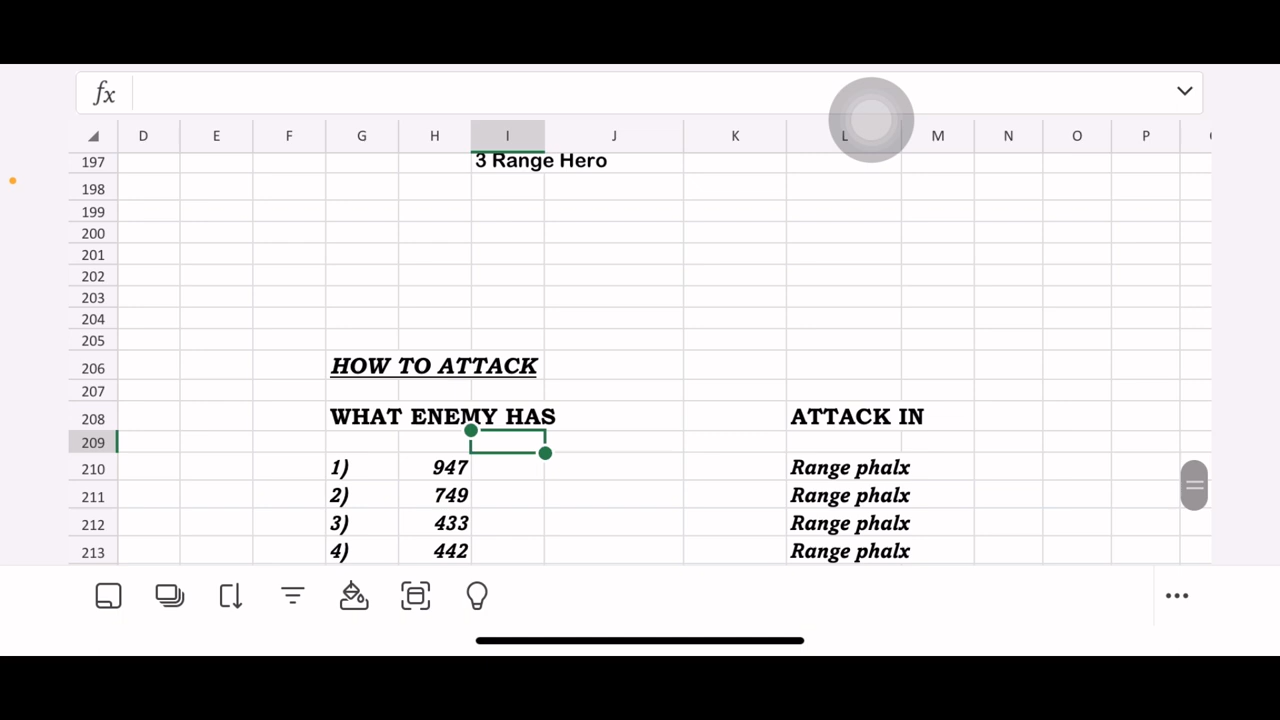 fx
D E F G H I J K L M N O P
197 3 Range Hero
198
199
200
201
202
203
204
205
206 HOW TO ATTACK
207
208 WHAT ENEMY HAS ATTACK IN
209
210 1) 947 Range phalx
211 2) 749 Range phalx
212 3) 433 Range phalx
213 4) 442 Range phalx